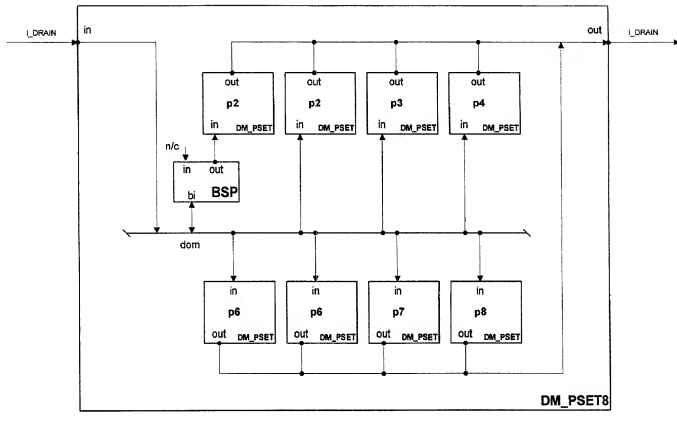 in
out
I_DRAIN
I_DRAIN
out
out
out
out
p2
p2
p3
p4
in
in
in
in
DM_PSET
DM_PSET
DM_PSET
DM_PSET
n/c
in
out
BSP
bi
dom
in
in
in
in
p6
p6
p7
p8
out
out
out
out
DM_PSET
DM_PSET
DM_PSET
DM_PSET
DM_PSET8